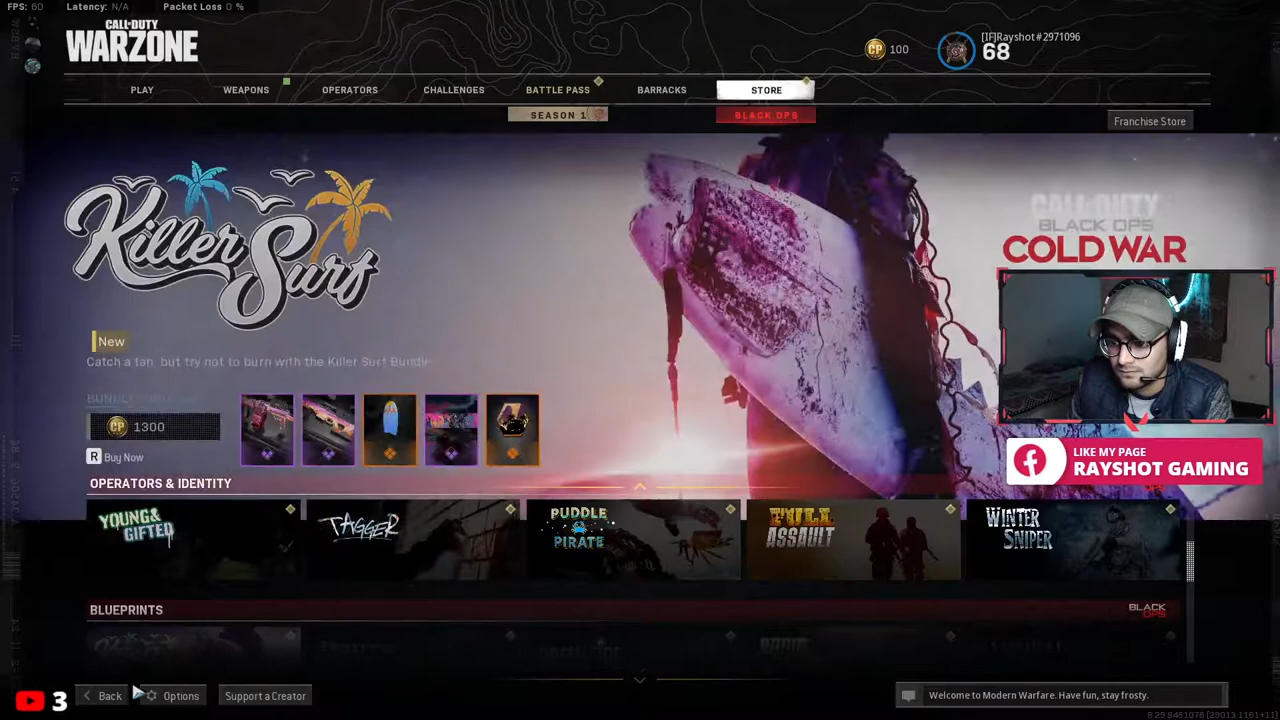 FPS: 60 Latency: N/A Packet Loss 0 %
CALL·DUTY
WARZONE
CP 100
[IF]Rayshot#2971096
68
PLAY WEAPONS OPERATORS CHALLENGES BATTLE PASS BARRACKS STORE
SEASON 1 BLACK OPS
Franchise Store
Killer Surf
CALL·DUTY
BLACK OPS
COLD WAR
New
Catch a tan, but try not to burn with the Killer Surf Bundle
BUNDLE
CP 1300
R Buy Now
LIKE MY PAGE
RAYSHOT GAMING
OPERATORS & IDENTITY
YOUNG& GIFTED
TAGGER
PUDDLE PIRATE
FULL ASSAULT
WINTER SNIPER
BLUEPRINTS
BLACK OPS
3
Back Options Support a Creator
Welcome to Modern Warfare. Have fun, stay frosty.